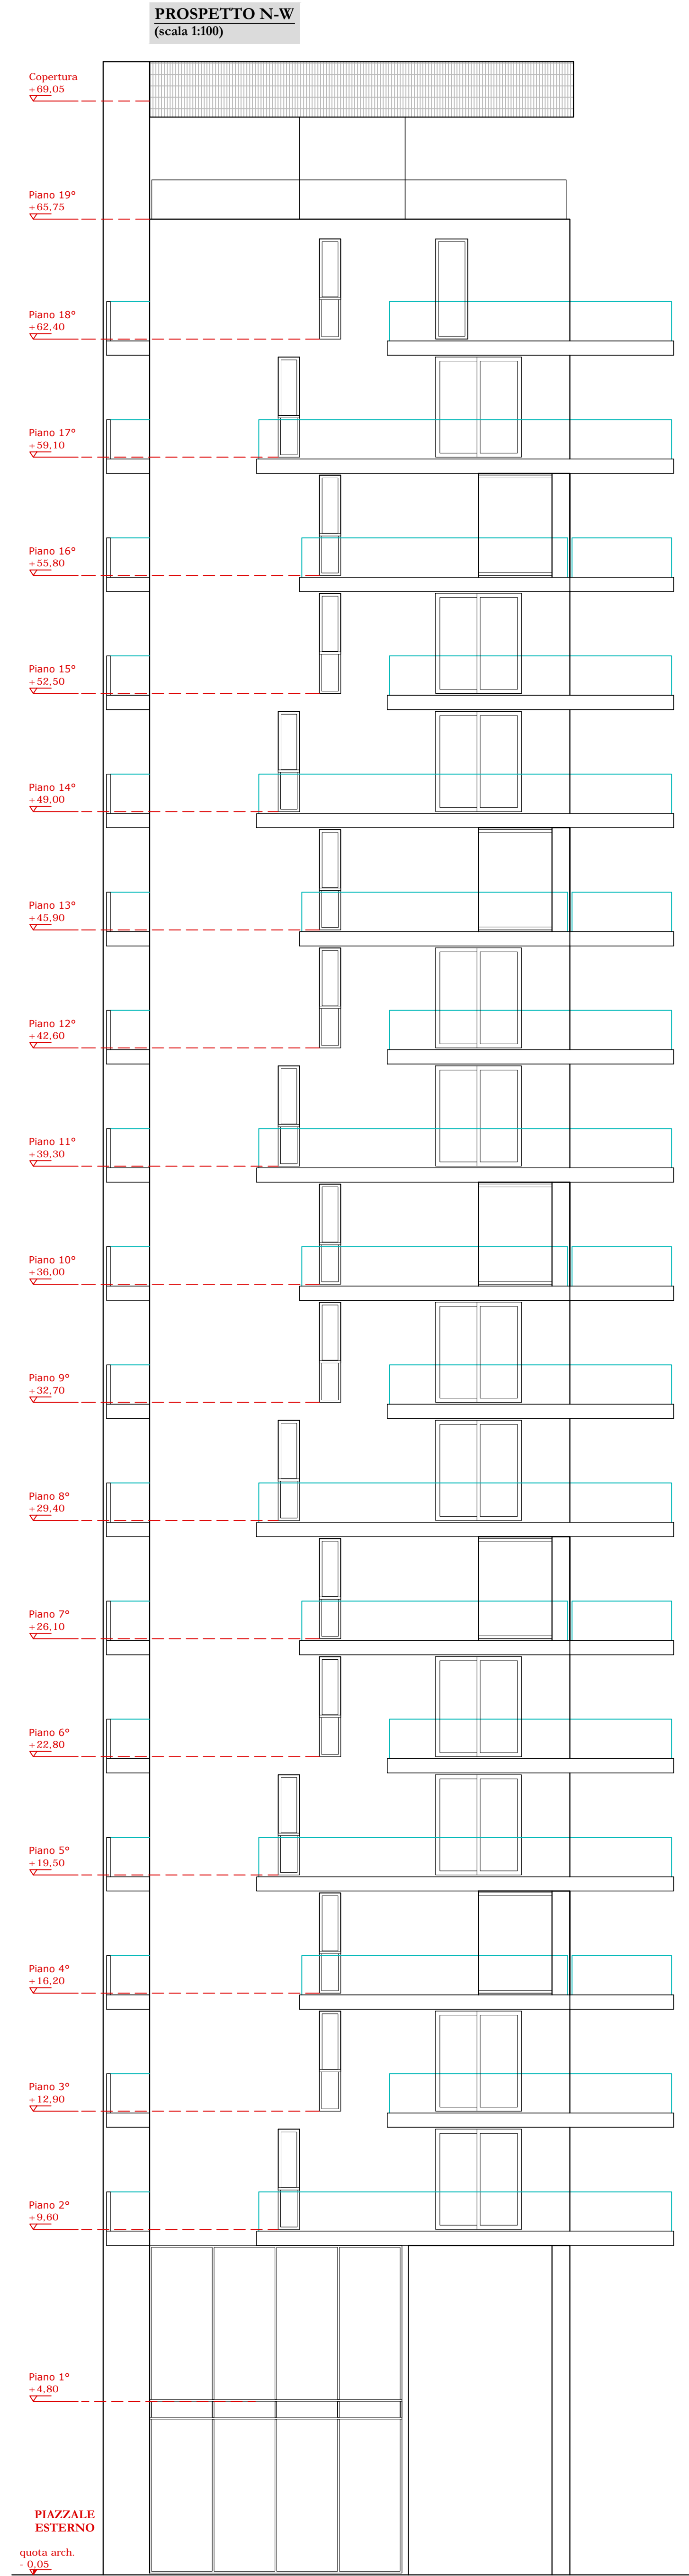 PROSPETTO N-W
(scala 1:100)
Copertura
+69,05
Piano 19°
+65,75
Piano 18°
+62,40
Piano 17°
+59,10
Piano 16°
+55,80
Piano 15°
+52,50
Piano 14°
+49,00
Piano 13°
+45,90
Piano 12°
+42,60
Piano 11°
+39,30
Piano 10°
+36,00
Piano 9°
+32,70
Piano 8°
+29,40
Piano 7°
+26,10
Piano 6°
+22,80
Piano 5°
+19,50
Piano 4°
+16,20
Piano 3°
+12,90
Piano 2°
+9,60
Piano 1°
+4,80
PIAZZALE
ESTERNO
quota arch.
- 0,05